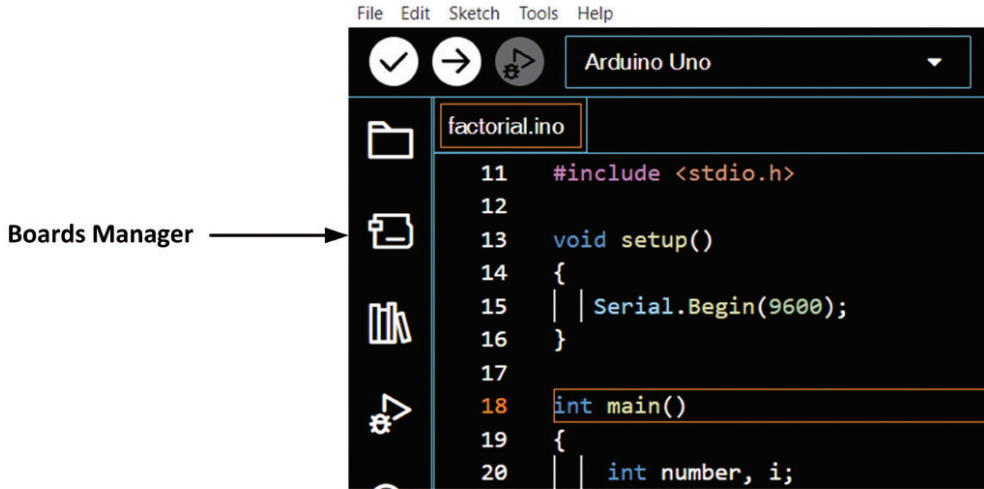 File Edit Sketch Tools Help
Arduino Uno
factorial.ino
11 #include <stdio.h>
12
13 void setup()
Boards Manager
14 {
15 Serial.Begin(9600);
16 }
17
18 int main()
19 {
20 int number, i;